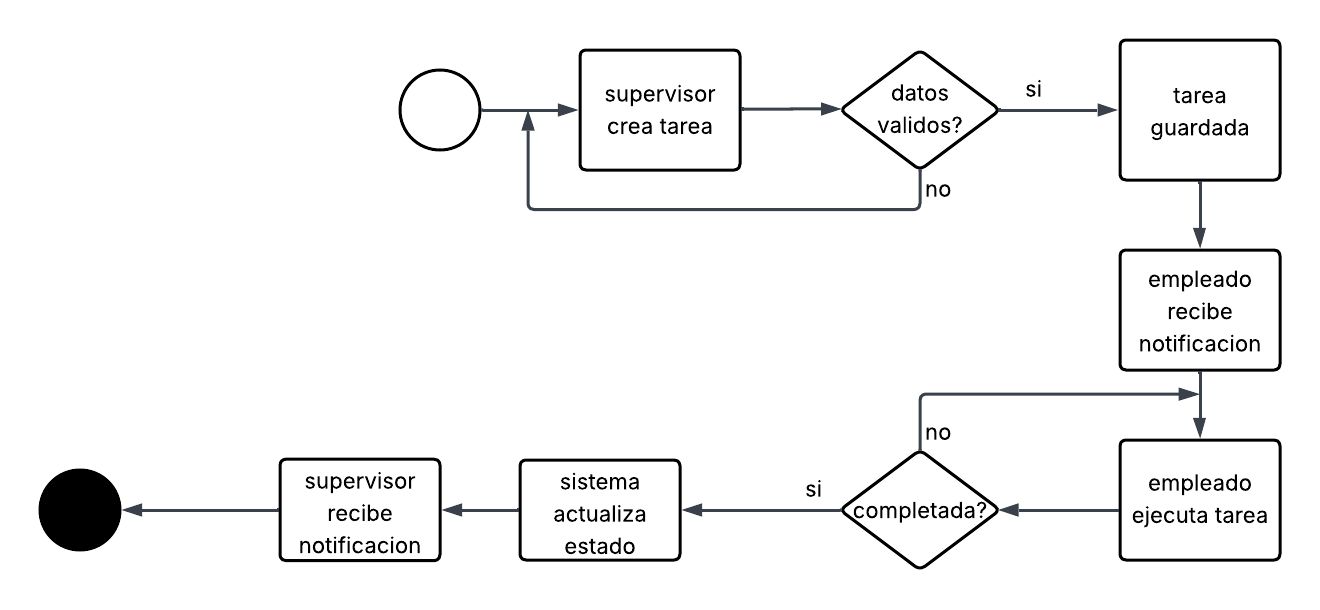 supervisor
crea tarea
datos
validos?
si
no
tarea
guardada
empleado
recibe
notificacion
empleado
ejecuta tarea
completada?
no
si
sistema
actualiza
estado
supervisor
recibe
notificacion